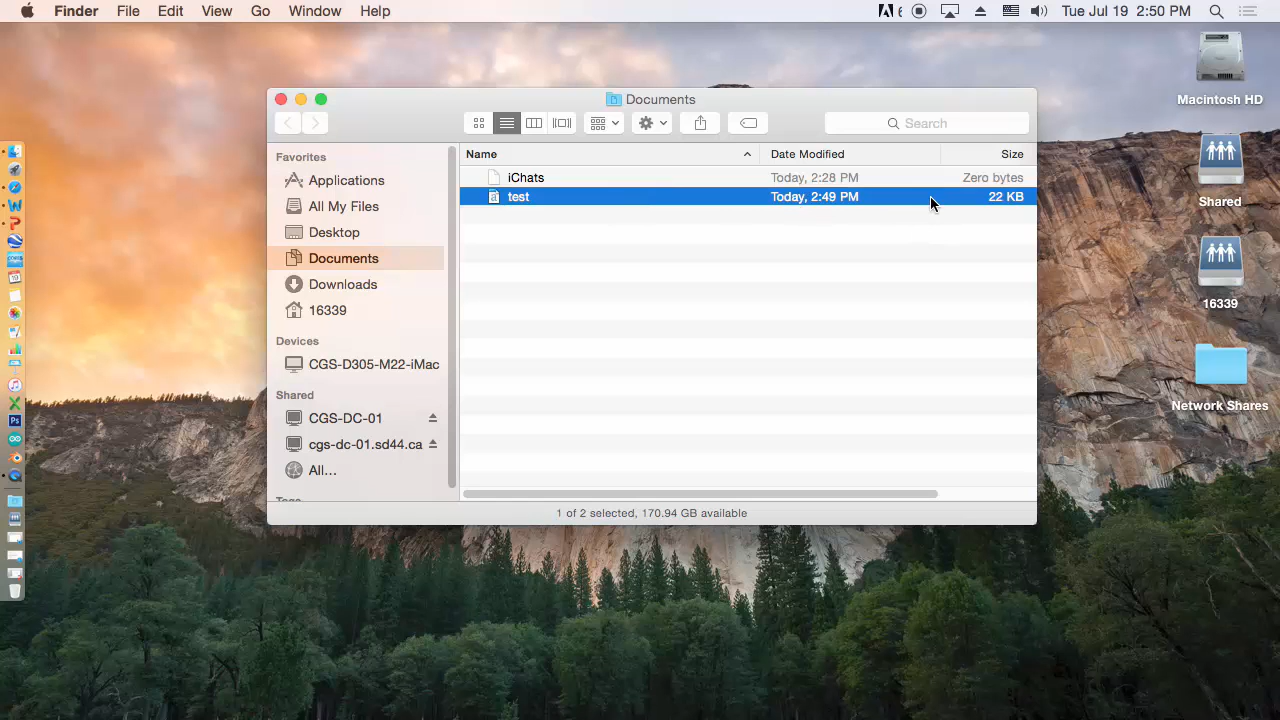 Finder File Edit View Go Window Help 6 Tue Jul 19 2:50 PM
Documents
Search
Name Date Modified Size
iChats Today, 2:28 PM Zero bytes
test Today, 2:49 PM 22 KB
Favorites
Applications
All My Files
Desktop
Documents
Downloads
16339
Devices
CGS-D305-M22-iMac
Shared
CGS-DC-01
cgs-dc-01.sd44.ca
All...
1 of 2 selected, 170.94 GB available
Macintosh HD
Shared
16339
Network Shares